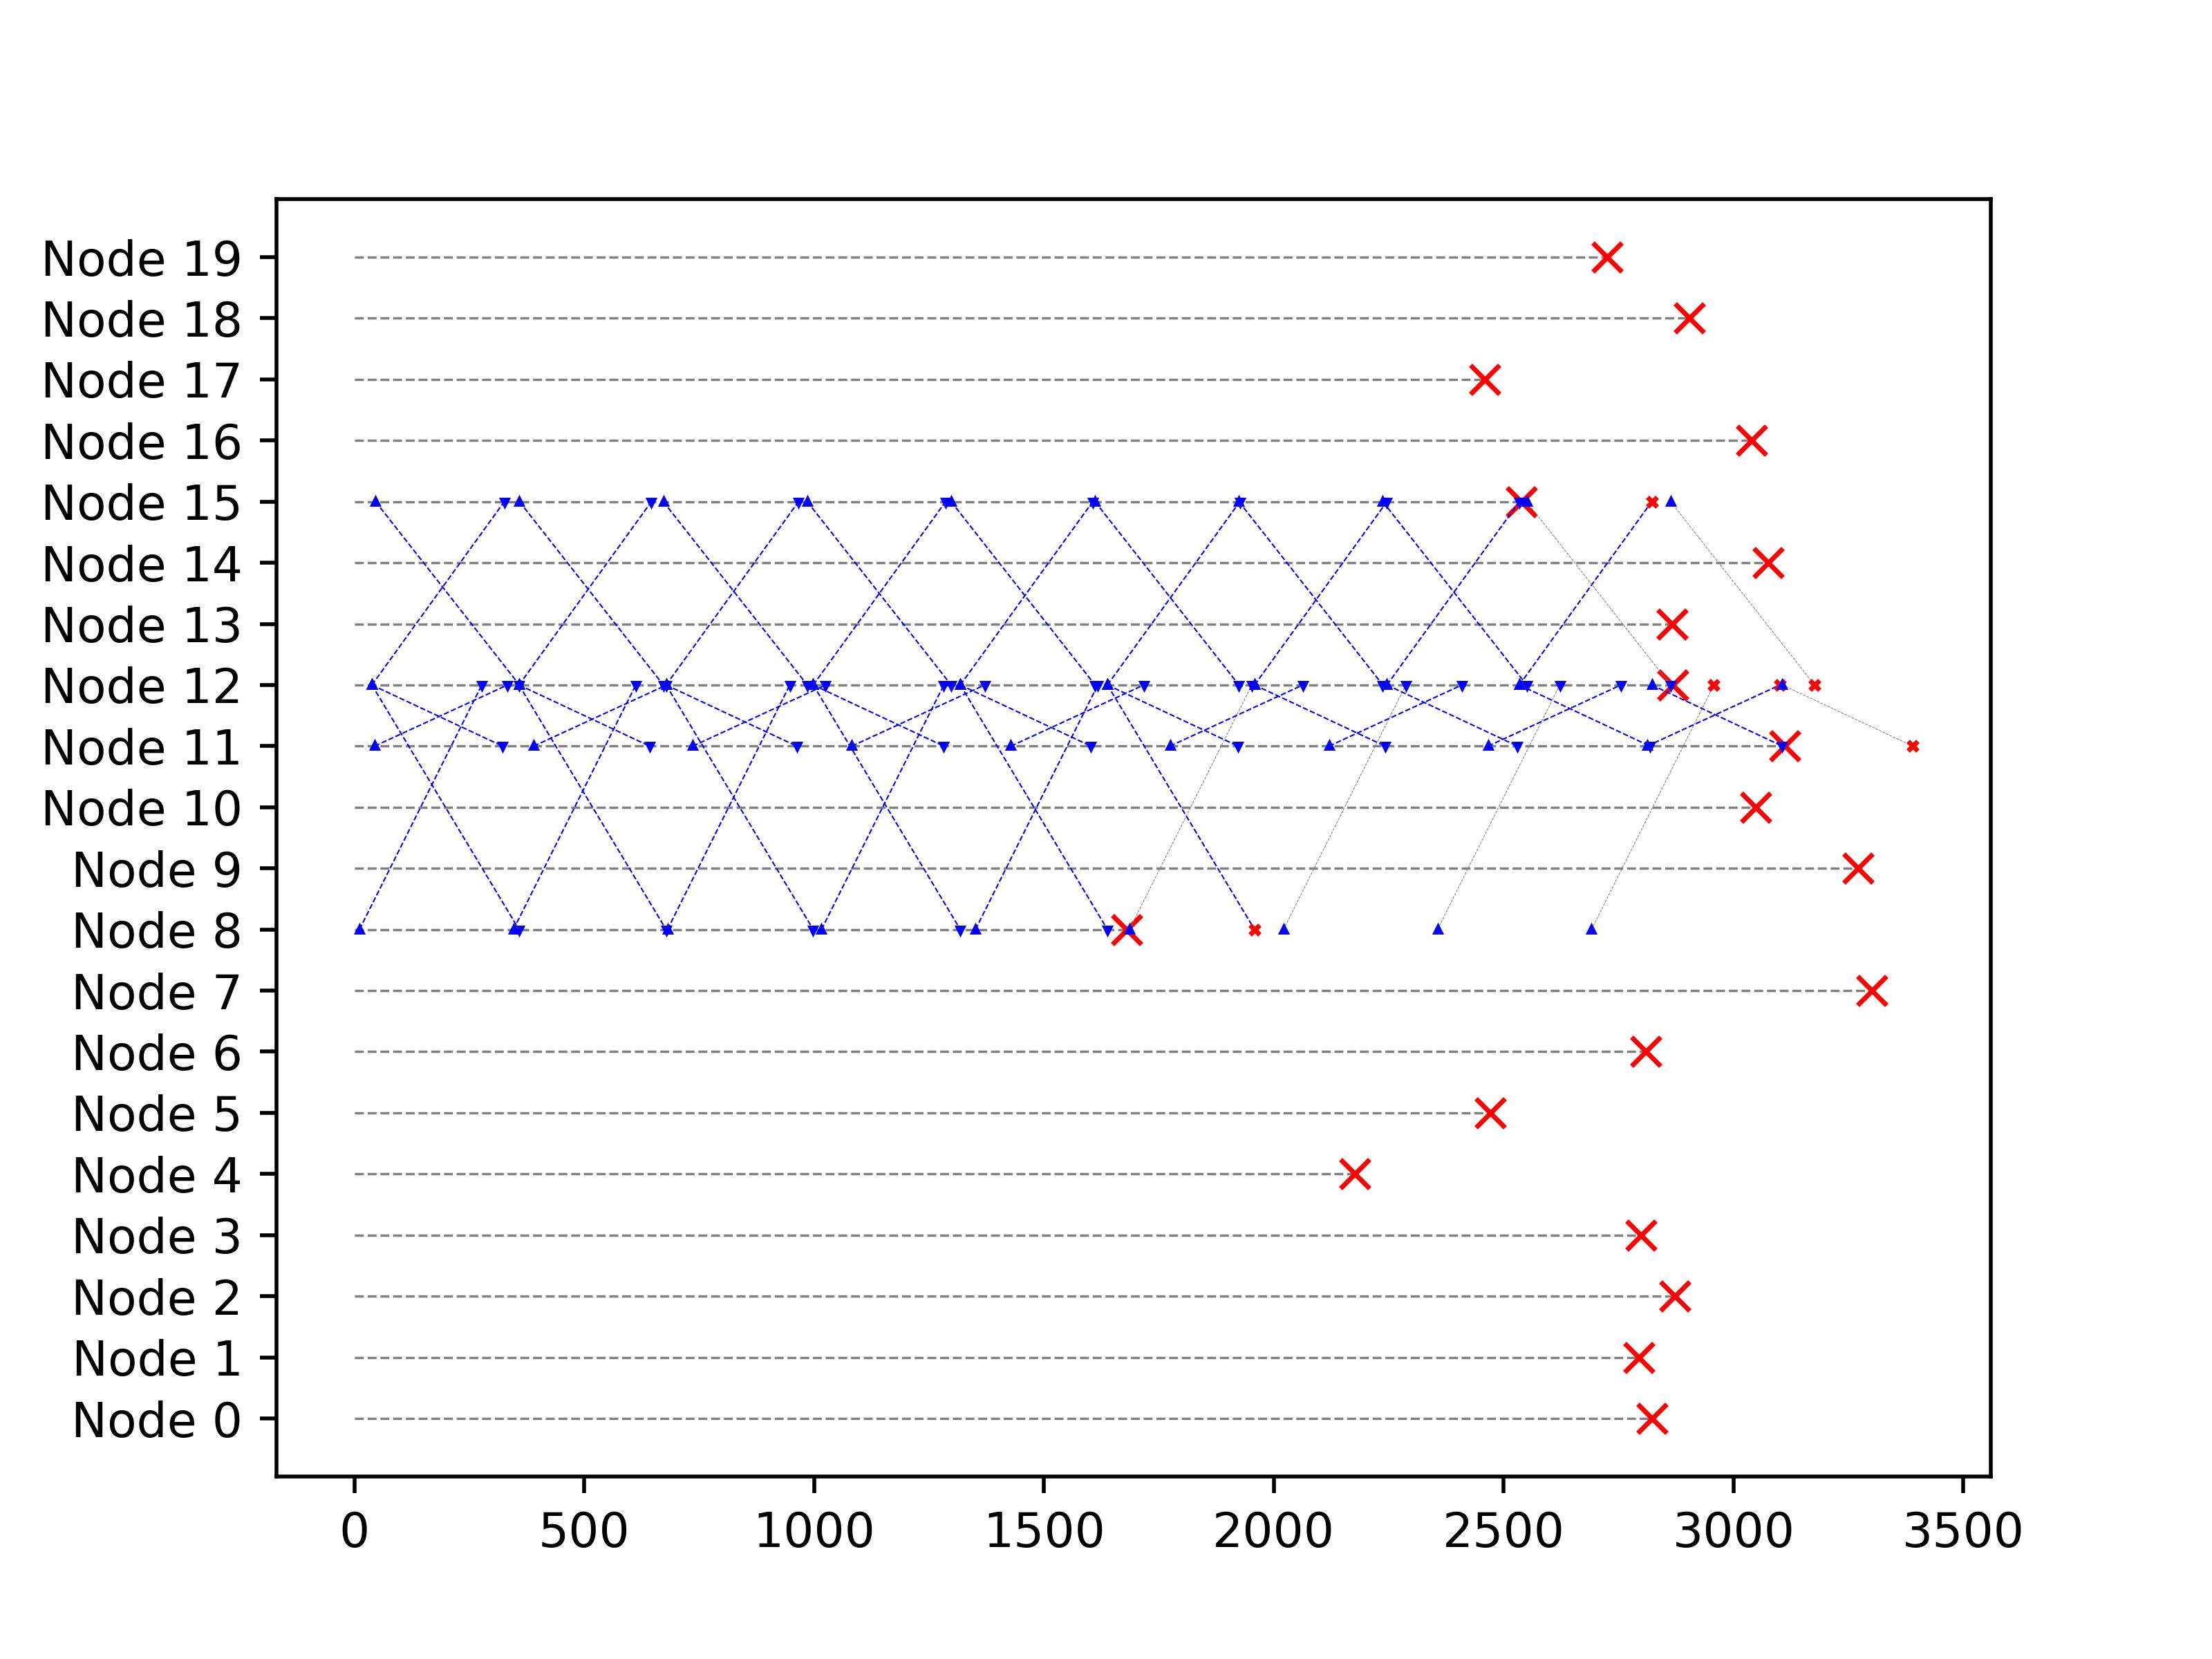 Node 19
Node 18
Node 17
Node 16
Node 15
Node 14
Node 13
Node 12
Node 11
Node 10
Node 9
Node 8
Node 7
Node 6
Node 5
Node 4
Node 3
Node 2
Node 1
Node 0
0 500 1000 1500 2000 2500 3000 3500